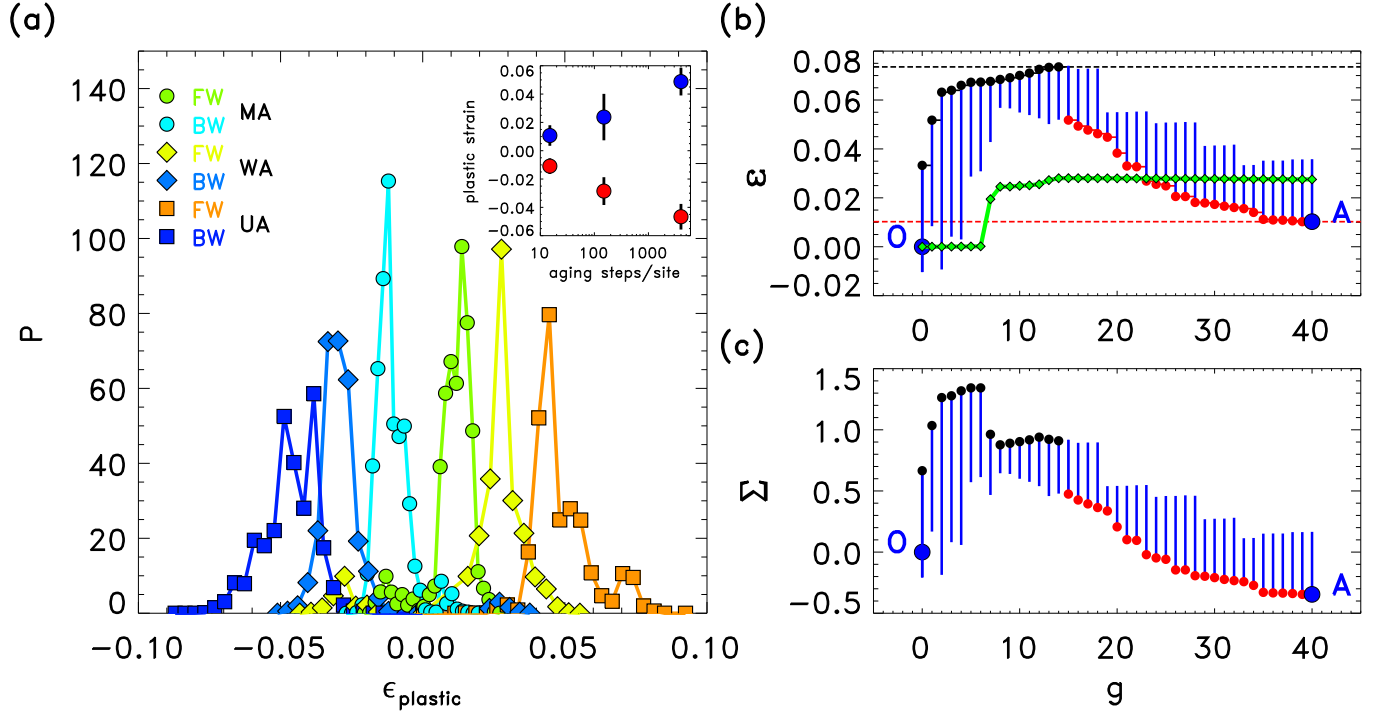 (a)
P
140
120
100
80
60
40
20
0
−0.10
−0.05
0.00
0.05
0.10
ϵplastic
FW
BW
MA
FW
BW
WA
FW
BW
UA
plastic strain
0.06
0.04
0.02
0.00
−0.02
−0.04
−0.06
10
100
1000
aging steps/site
(b)
ε
0.08
0.06
0.04
0.02
0.00
−0.02
O
A
0
10
20
30
40
(c)
Σ
1.5
1.0
0.5
0.0
−0.5
O
A
0
10
20
30
40
g